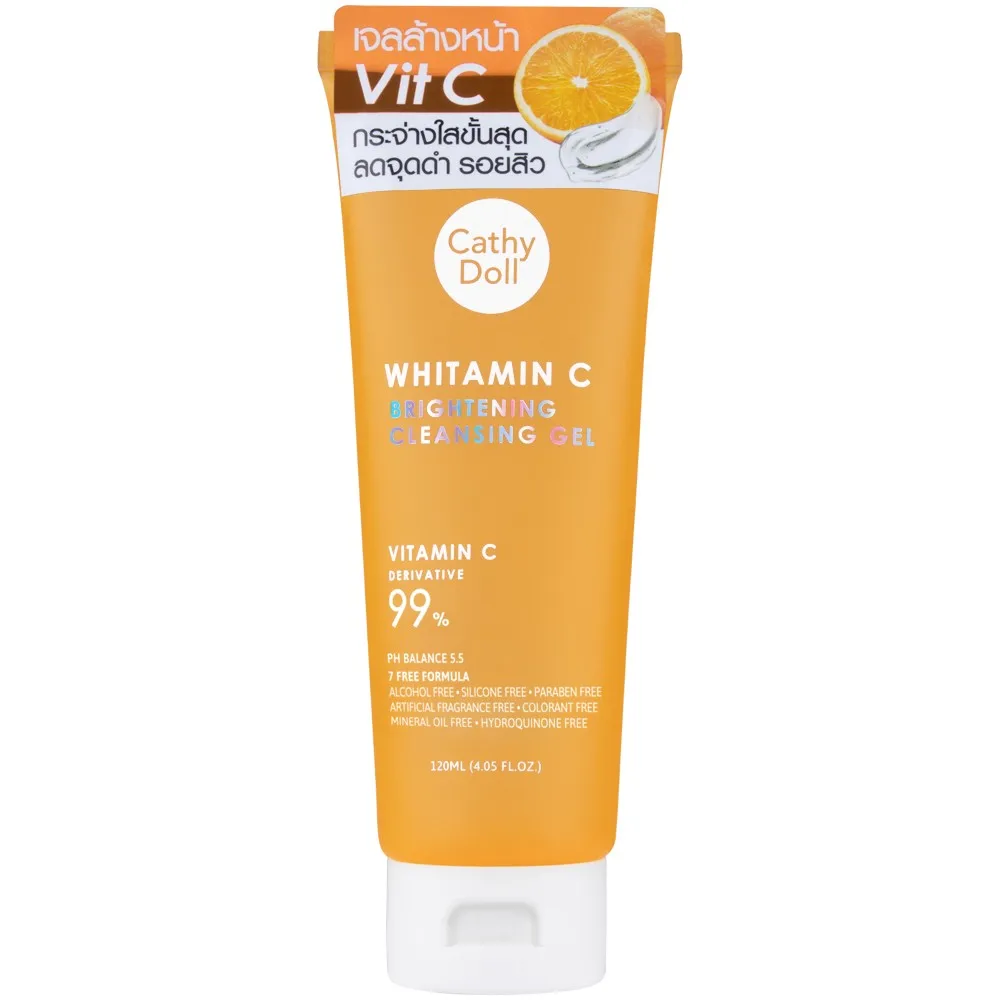 เจลล้างหน้า
Vit C
กระจ่างใสขั้นสุด
ลดจุดดำ รอยสิว
Cathy
Doll
WHITAMIN C
BRIGHTENING
CLEANSING GEL
VITAMIN C
DERIVATIVE
99%
PH BALANCE 5.5
7 FREE FORMULA
ALCOHOL FREE • SILICONE FREE • PARABEN FREE
ARTIFICIAL FRAGRANCE FREE • COLORANT FREE
MINERAL OIL FREE • HYDROQUINONE FREE
120ML (4.05 FL.OZ.)